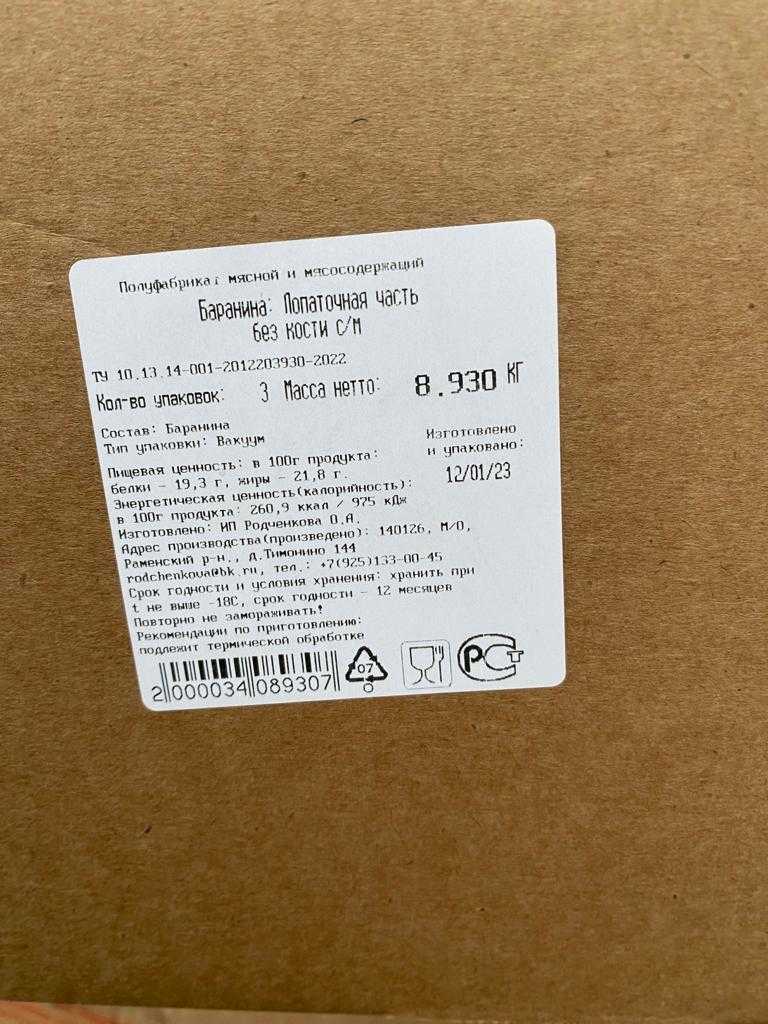 Полуфабрикат мясной и мясосодержаций
Баранина: Лопаточная часть
без кости с/м
ТУ 10.13.14-001-2012203930-2022
Кол-во упаковок: 3 Масса нетто: 8.930 КГ
Состав: Баранина
Тип упаковки: Вакуум
Изготовлено
и упаковано:
12/01/23
Пищевая ценность: в 100г продукта:
белки - 19,3 г, жиры - 21,8 г.
Энергетическая ценность(калорийность):
в 100г продукта: 260,9 ккал / 975 кДж
Изготовлено: ИП Родченкова О.А.
Адрес производства(произведено): 140126, М/О,
Раменский р-н., д.Тимонино 144
rodchenkova@bk.ru, тел.: +7(925)133-00-45
Срок годности и условия хранения: хранить при
t не выше -18С, срок годности - 12 месяцев
Повторно не замораживать!
Рекомендации по приготовлению:
подлежит термической обработке
2 000034 089307
07
РСТ